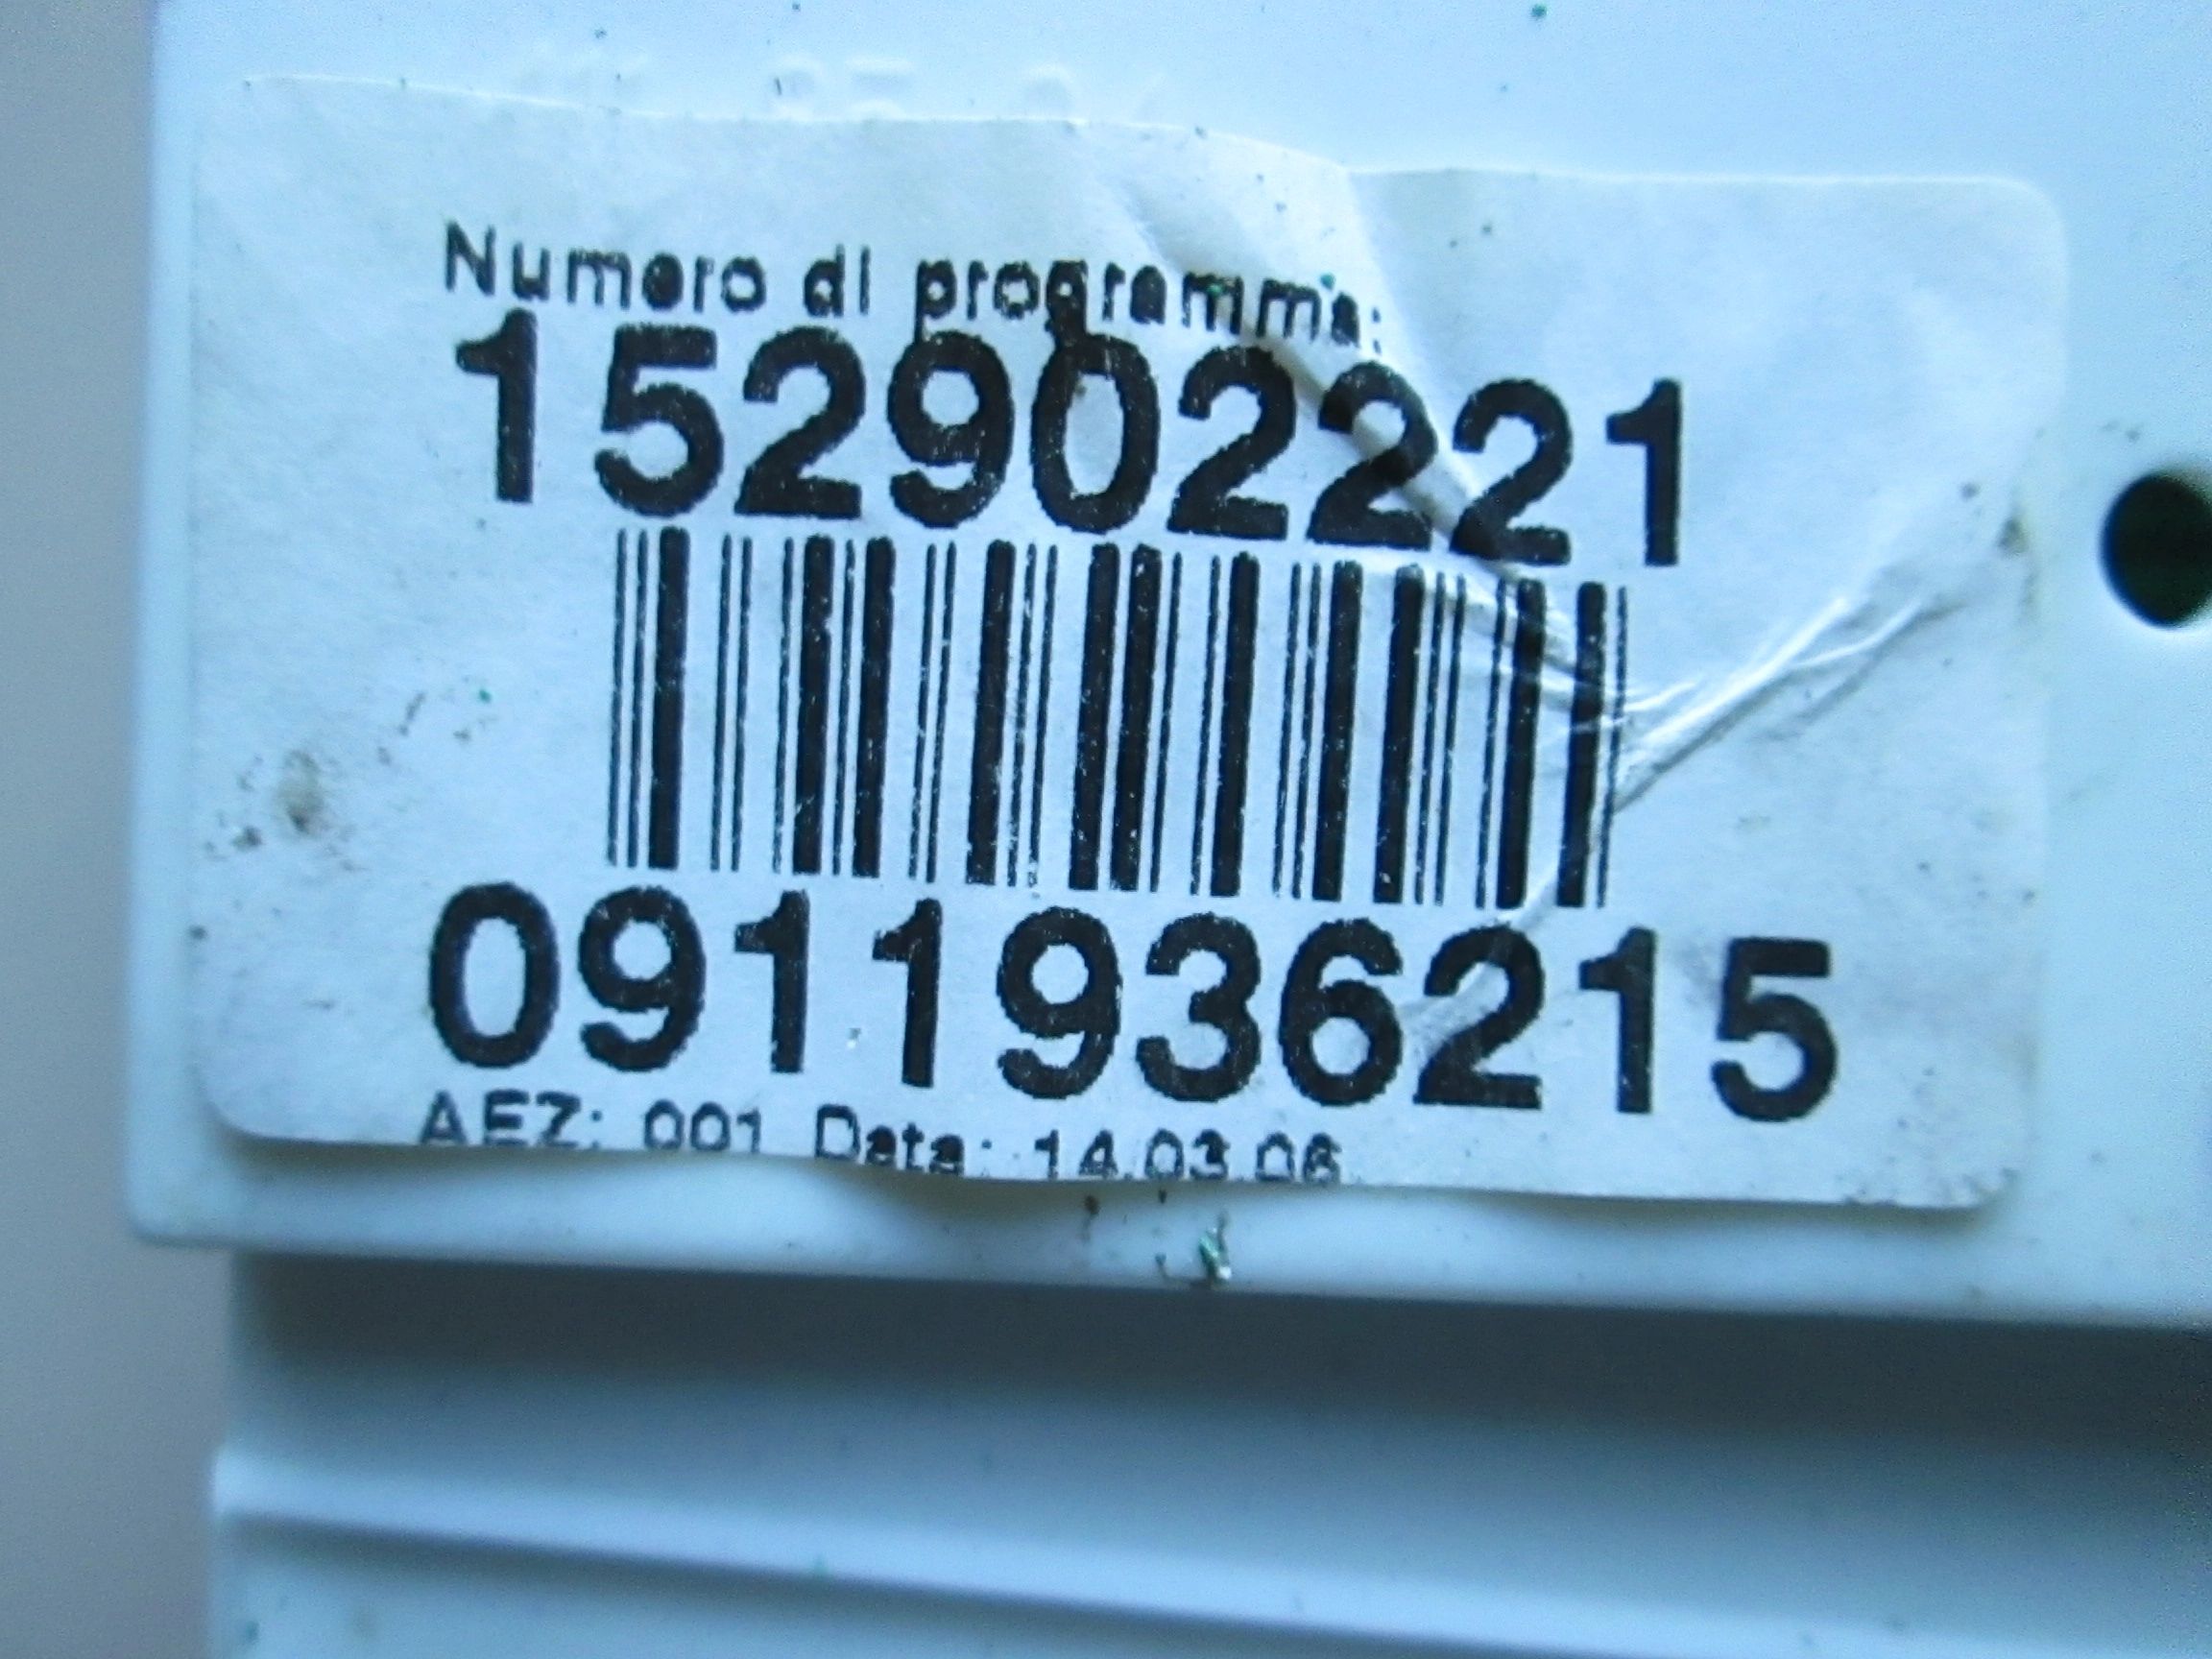 Numero di programma:
152902221
0911936215
AEZ: 001 Data: 14.03.06